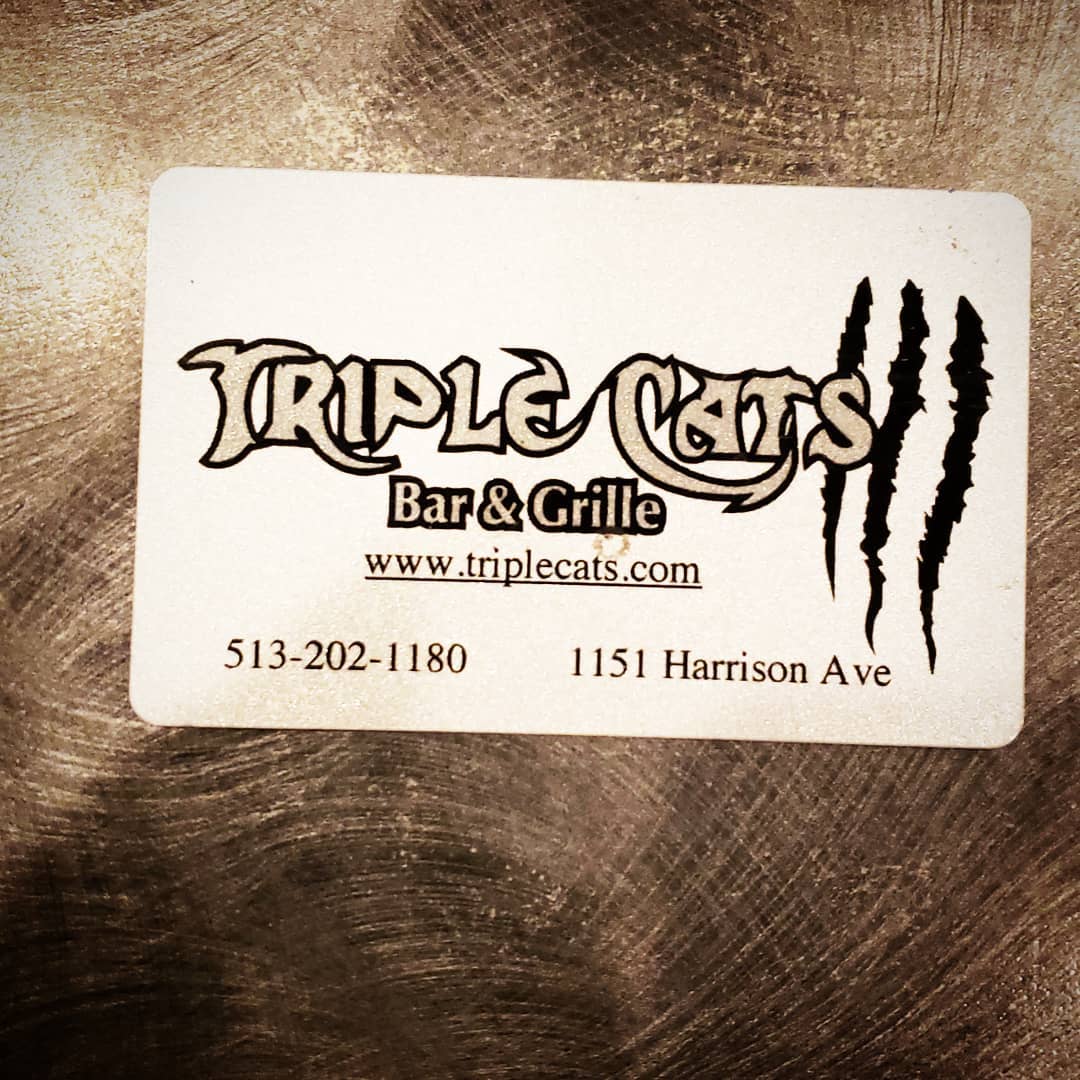 TRIPLE CATS
Bar & Grille
www.triplecats.com
513-202-1180 1151 Harrison Ave